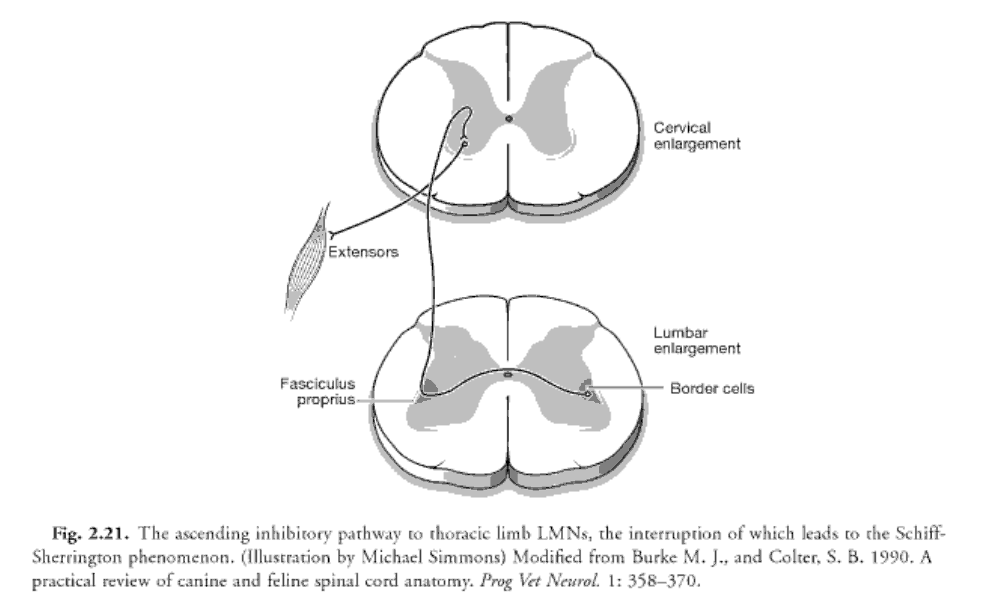 Cervical
enlargement
Extensors
Lumbar
enlargement
Fasciculus
proprius
Border cells
Fig. 2.21. The ascending inhibitory pathway to thoracic limb LMNs, the interruption of which leads to the Schiff-
Sherrington phenomenon. (Illustration by Michael Simmons) Modified from Burke M. J., and Colter, S. B. 1990. A
practical review of canine and feline spinal cord anatomy. Prog Vet Neurol. 1: 358–370.